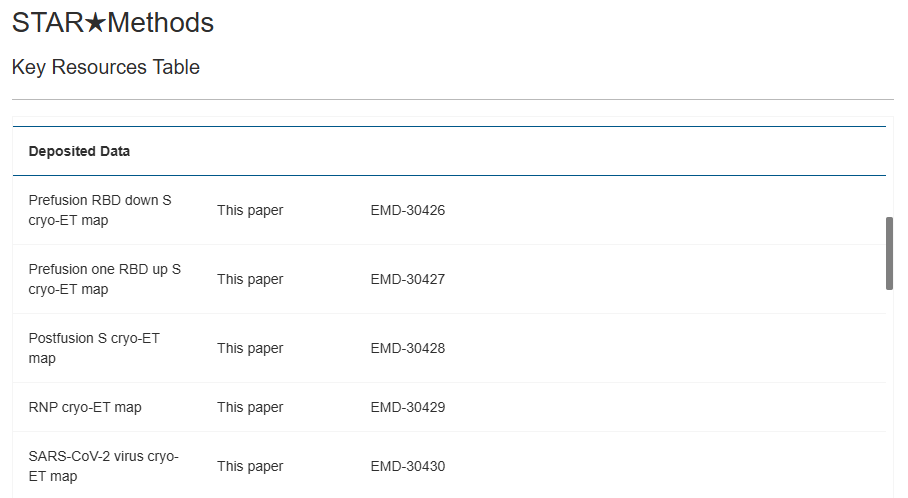 STAR★Methods
Key Resources Table
Deposited Data
Prefusion RBD down S
cryo-ET map
This paper
EMD-30426
Prefusion one RBD up S
cryo-ET map
This paper
EMD-30427
Postfusion S cryo-ET
map
This paper
EMD-30428
RNP cryo-ET map
This paper
EMD-30429
SARS-CoV-2 virus cryo-
ET map
This paper
EMD-30430